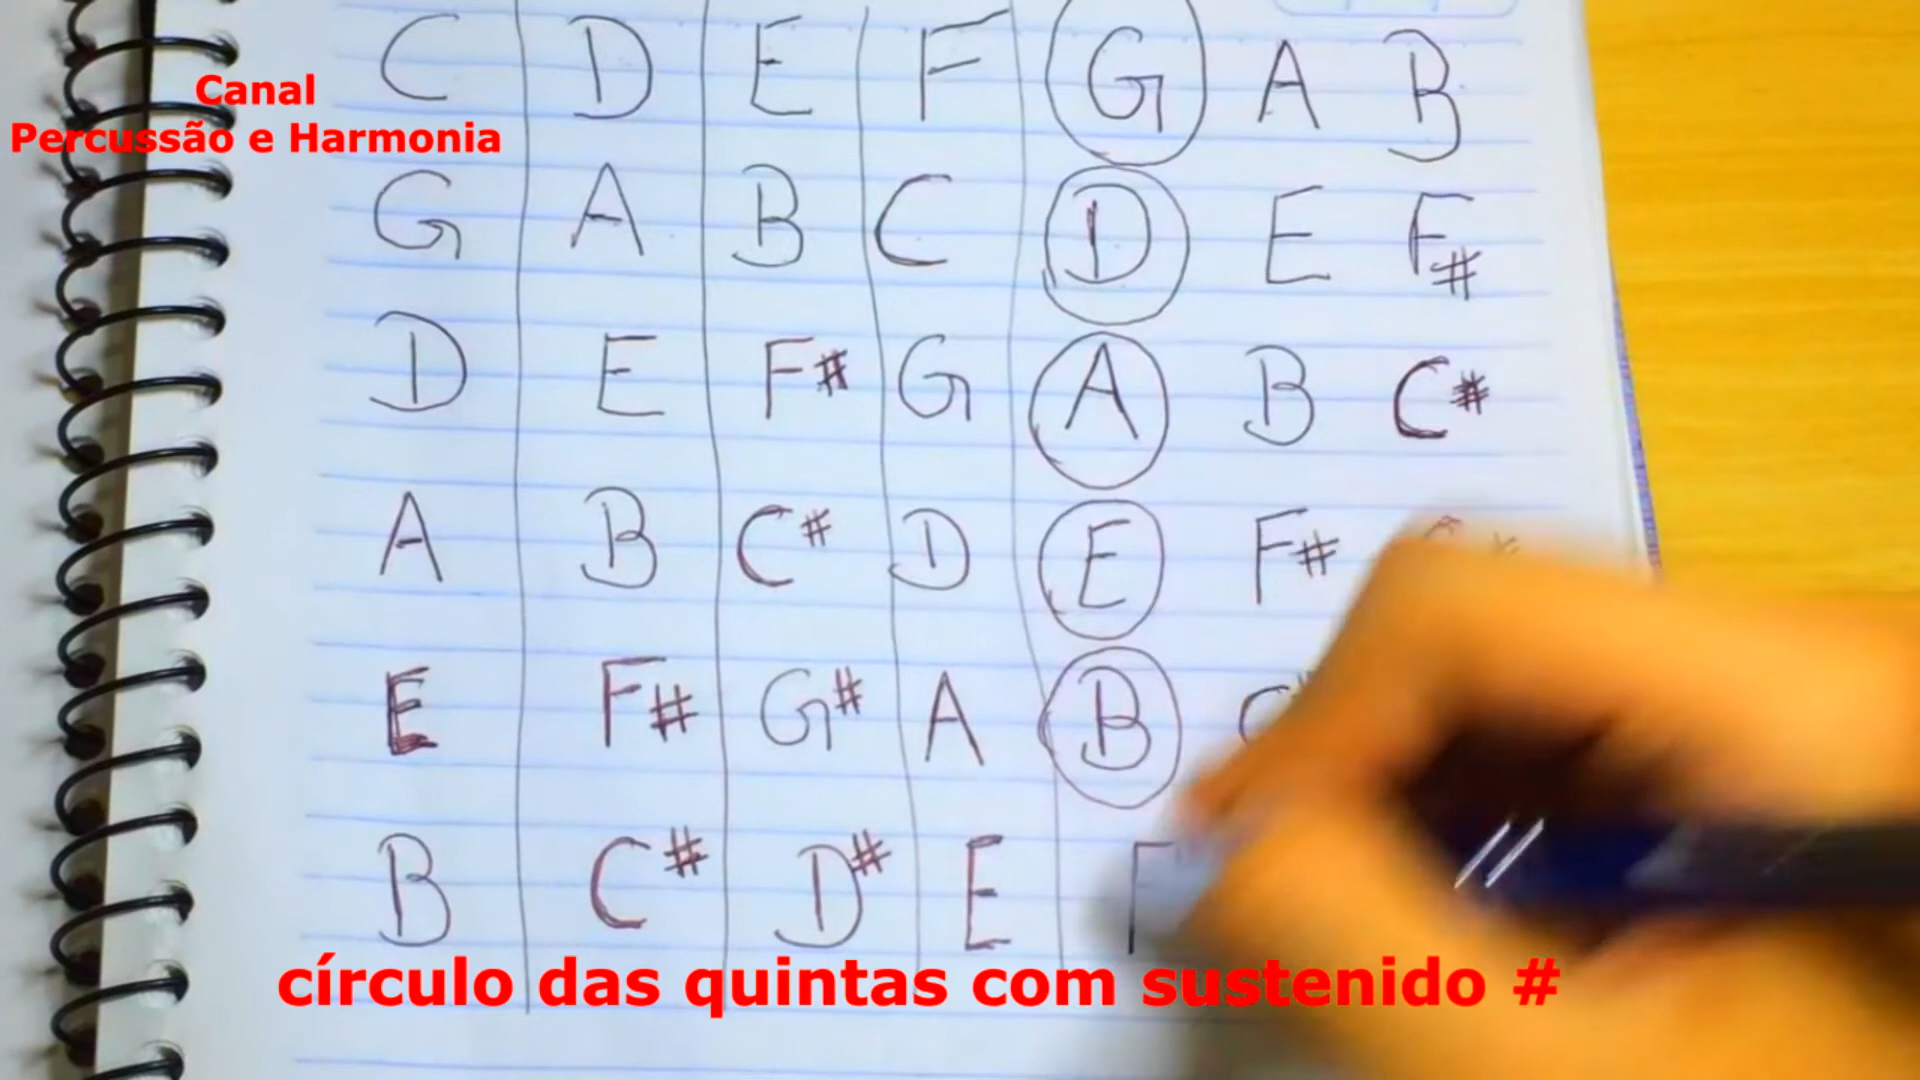 C D E F G A B
Canal
Percussão e Harmonia
G A B C D E F#
D E F# G A B C#
A B C# D E F#
E F# G# A B C
B C# D# E F
círculo das quintas com sustenido #